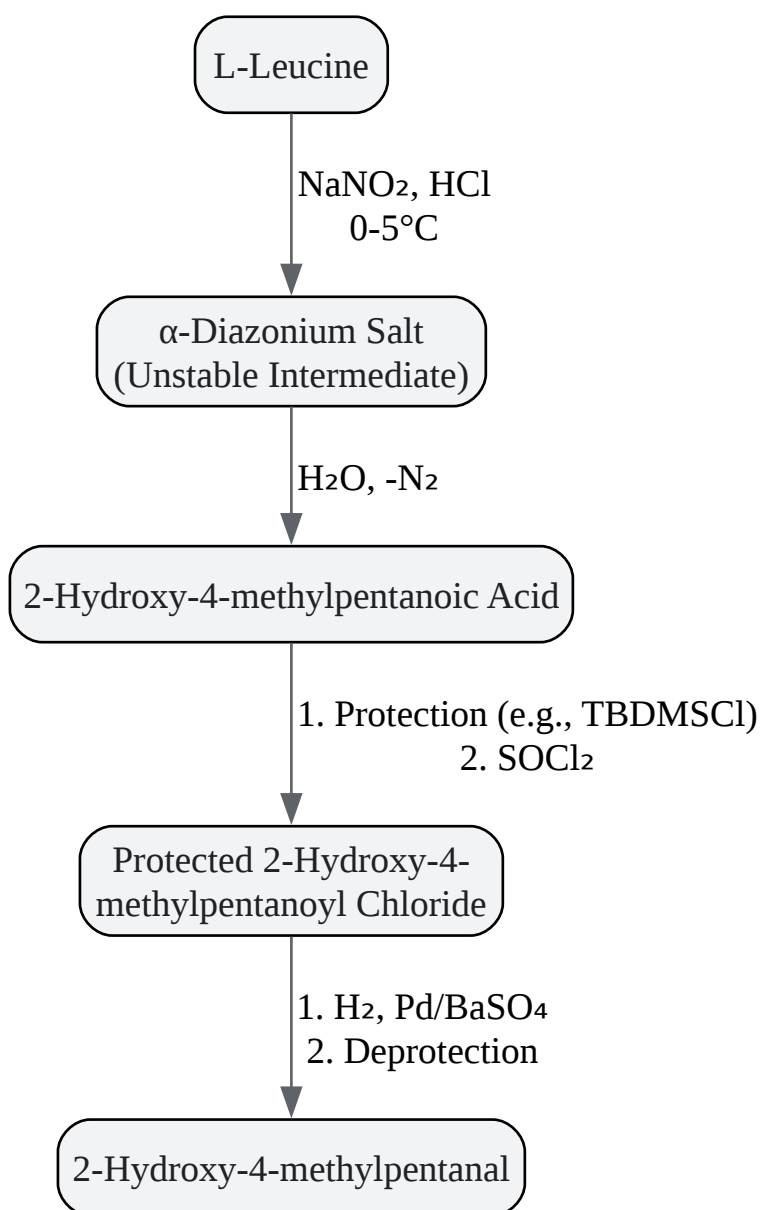 L-Leucine
NaNO₂, HCl
0-5°C
α-Diazonium Salt
(Unstable Intermediate)
H₂O, -N₂
2-Hydroxy-4-methylpentanoic Acid
1. Protection (e.g., TBDMSCl)
2. SOCl₂
Protected 2-Hydroxy-4-
methylpentanoyl Chloride
1. H₂, Pd/BaSO₄
2. Deprotection
2-Hydroxy-4-methylpentanal